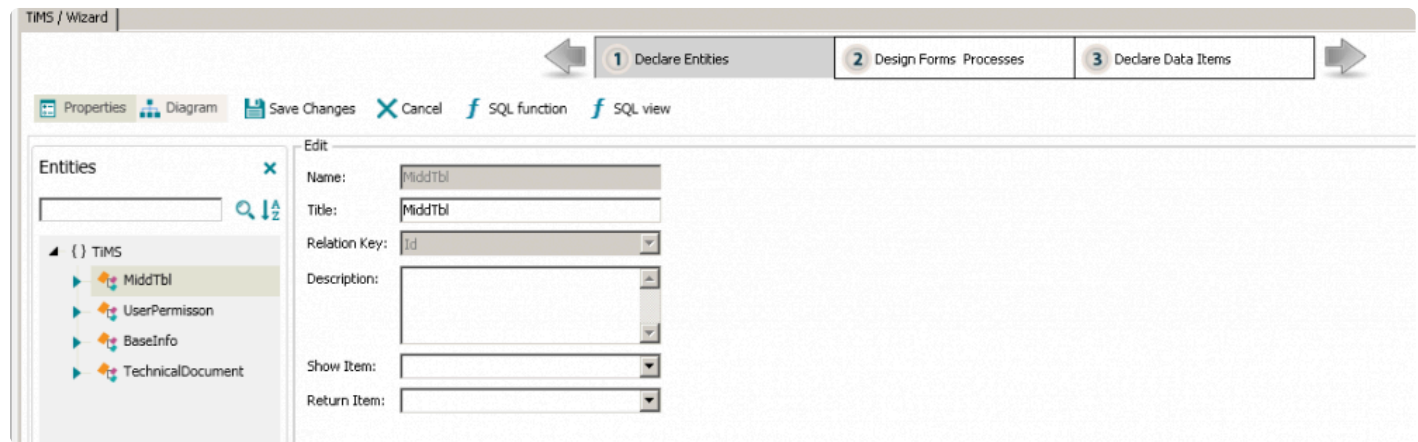 TiMS / Wizard
1 Declare Entities 2 Design Forms Processes 3 Declare Data Items
Properties Diagram Save Changes Cancel f SQL function f SQL view
Entities
Edit
Name: MiddTbl
Title: MiddTbl
A Z
Relation Key: Id
{ } TiMS
Description:
MiddTbl
UserPermisson
BaseInfo
Show Item:
TechnicalDocument
Return Item: